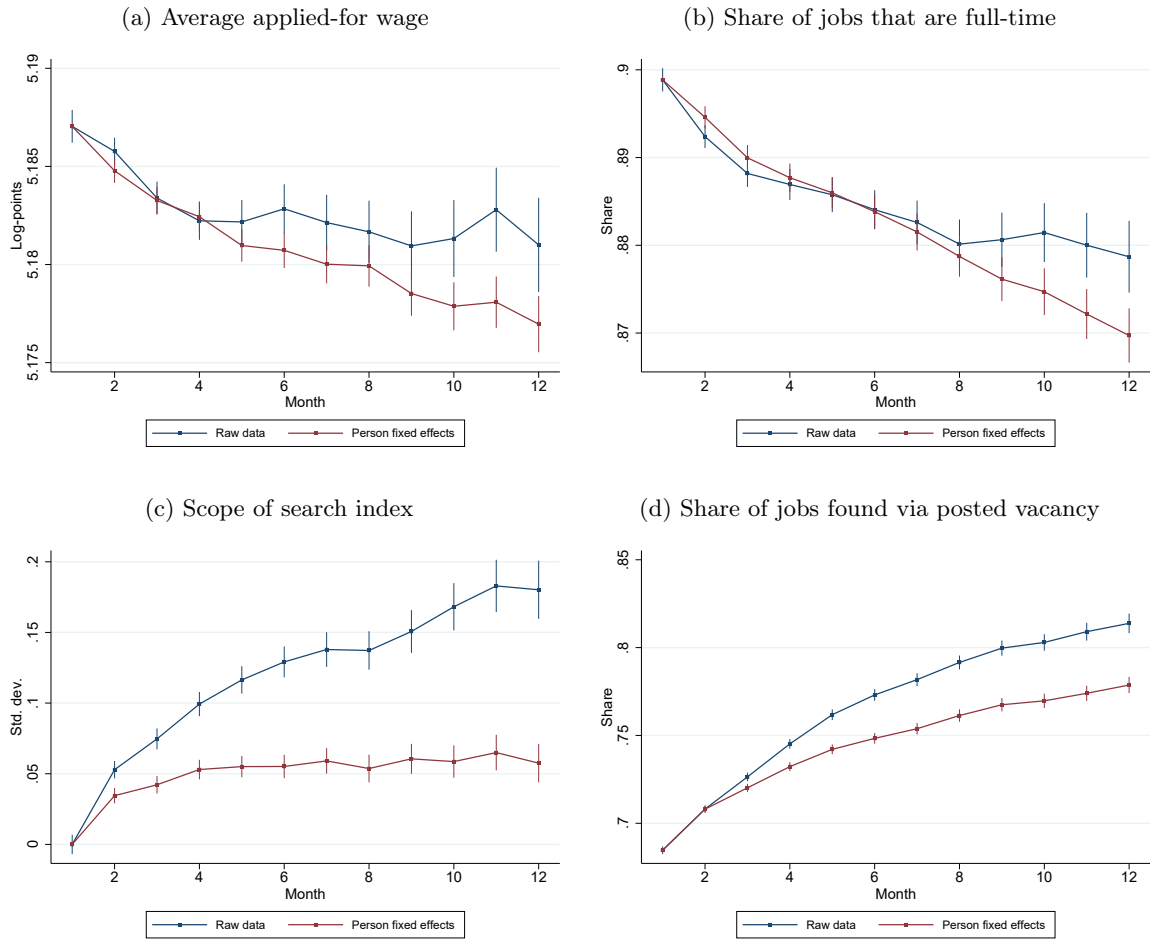 (a) Average applied-for wage
5.19
5.185
5.18
5.175
Log-points
2 4 6 8 10 12
Month
Raw data Person fixed effects
(b) Share of jobs that are full-time
.9
.89
.88
.87
Share
2 4 6 8 10 12
Month
Raw data Person fixed effects
(c) Scope of search index
.2
.15
.1
.05
0
Std. dev.
2 4 6 8 10 12
Month
Raw data Person fixed effects
(d) Share of jobs found via posted vacancy
.85
.8
.75
.7
Share
2 4 6 8 10 12
Month
Raw data Person fixed effects